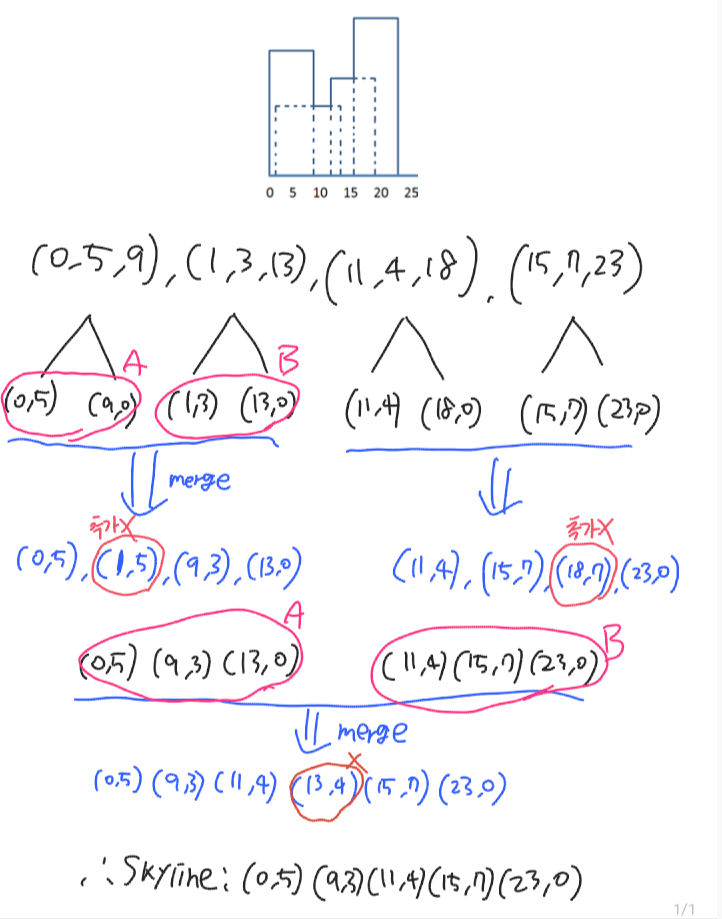 0 5 10 15 20 25
(0,5,9), (1,3,13), (11,4,18), (15,7,23)
A B
(0,5) (9,0) (1,3) (13,0) (11,4) (18,0) (15,7) (23,0)
merge
추가X 추가X
(0,5), (1,5), (9,3), (13,0) (11,4), (15,7), (18,7), (23,0)
A B
(0,5) (9,3) (13,0) (11,4) (15,7) (23,0)
merge
X
(0,5) (9,3) (11,4) (13,4) (15,7) (23,0)
∴ Skyline: (0,5) (9,3) (11,4) (15,7) (23,0)
1/1